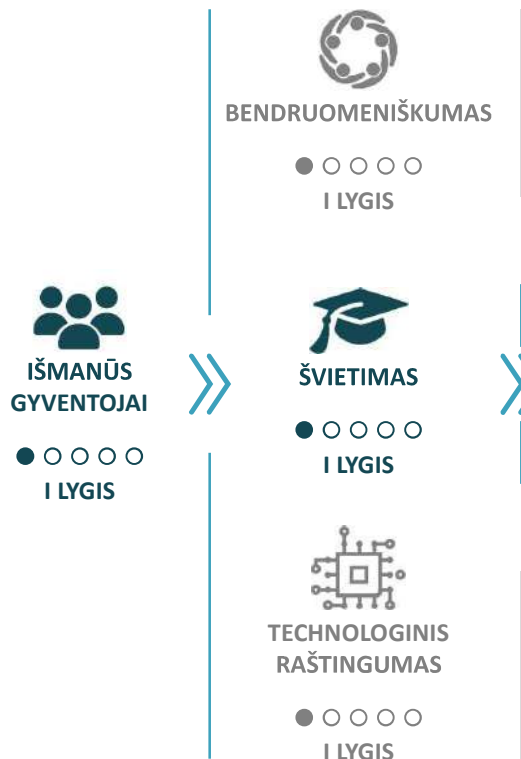 BENDRUOMENIŠKUMAS
I LYGIS
IŠMANŪS
GYVENTOJAI
I LYGIS
ŠVIETIMAS
I LYGIS
TECHNOLOGINIS
RAŠTINGUMAS
I LYGIS